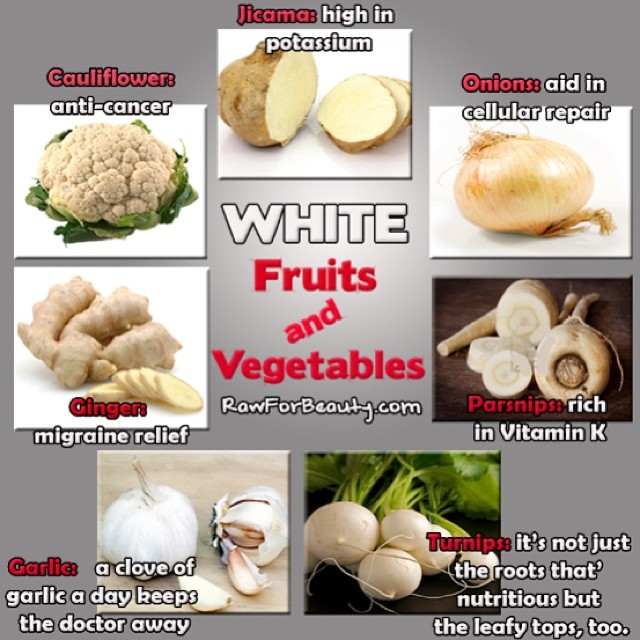 Jicama: high in
potassium
Cauliflower:
anti-cancer
Onions: aid in
cellular repair
WHITE
Fruits
and
Vegetables
RawForBeauty.com
Ginger:
migraine relief
Parsnips: rich
in Vitamin K
Garlic: a clove of
garlic a day keeps
the doctor away
Turnips: it's not just
the roots that'
nutritious but
the leafy tops, too.